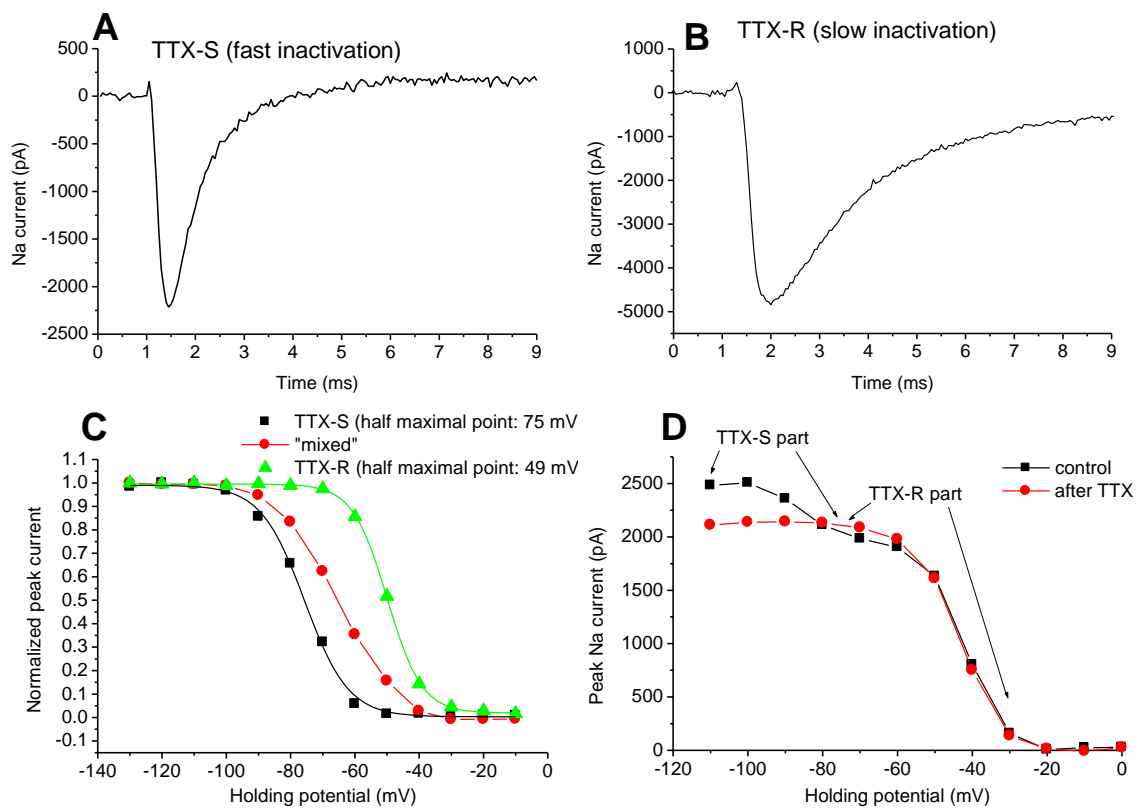 A
TTX-S (fast inactivation)
500
0
-500
-1000
-1500
-2000
-2500
Na current (pA)
0 1 2 3 4 5 6 7 8 9
Time (ms)
B
TTX-R (slow inactivation)
1000
0
-1000
-2000
-3000
-4000
-5000
Na current (pA)
0 1 2 3 4 5 6 7 8 9
Time (ms)
C
TTX-S (half maximal point: 75 mV
"mixed"
TTX-R (half maximal point: 49 mV
1.1
1.0
0.9
0.8
0.7
0.6
0.5
0.4
0.3
0.2
0.1
0.0
-0.1
Normalized peak current
-140 -120 -100 -80 -60 -40 -20 0
Holding potential (mV)
D
TTX-S part
TTX-R part
control
after TTX
2500
2000
1500
1000
500
0
Peak Na current (pA)
-120 -100 -80 -60 -40 -20 0
Holding potential (mV)